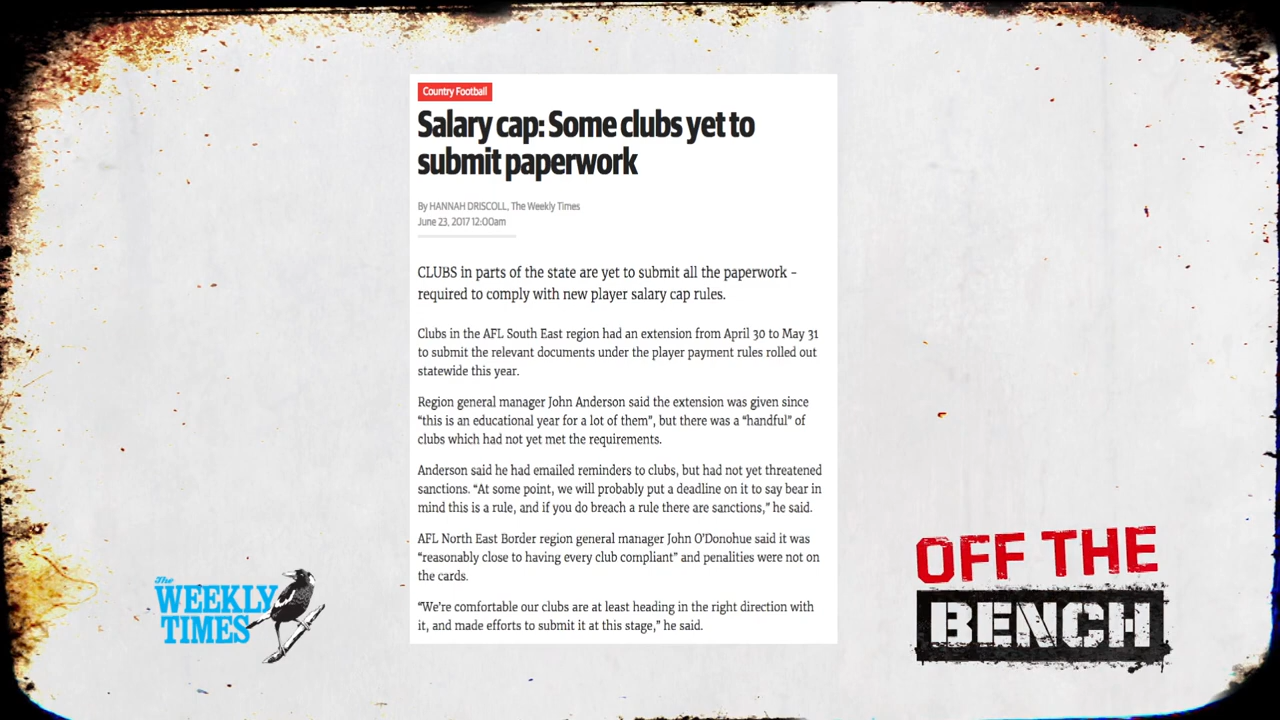 Country Football
Salary cap: Some clubs yet to
submit paperwork
By HANNAH DRISCOLL, The Weekly Times
June 23, 2017 12:00am
CLUBS in parts of the state are yet to submit all the paperwork –
required to comply with new player salary cap rules.
Clubs in the AFL South East region had an extension from April 30 to May 31
to submit the relevant documents under the player payment rules rolled out
statewide this year.
Region general manager John Anderson said the extension was given since
“this is an educational year for a lot of them”, but there was a “handful” of
clubs which had not yet met the requirements.
Anderson said he had emailed reminders to clubs, but had not yet threatened
sanctions. “At some point, we will probably put a deadline on it to say bear in
mind this is a rule, and if you do breach a rule there are sanctions,” he said.
AFL North East Border region general manager John O’Donohue said it was
“reasonably close to having every club compliant” and penalities were not on
the cards.
“We’re comfortable our clubs are at least heading in the right direction with
it, and made efforts to submit it at this stage,” he said.
The
WEEKLY
TIMES
OFF THE
BENCH